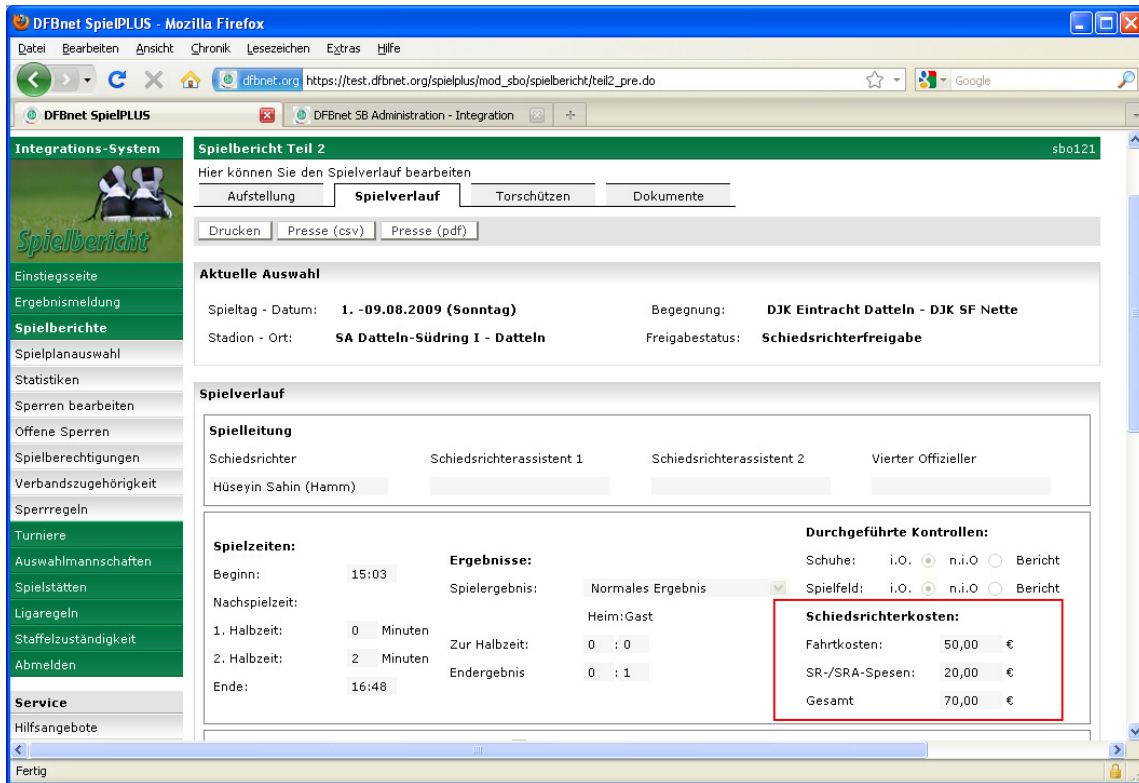 DFBnet SpielPLUS - Mozilla Firefox
Datei Bearbeiten Ansicht Chronik Lesezeichen Extras Hilfe
dfbnet.org https://test.dfbnet.org/spielplus/mod_sbo/spielbericht/teil2_pre.do
Google
DFBnet SpielPLUS
DFBnet SB Administration - Integration
Integrations-System
Spielbericht
Einstiegsseite
Ergebnismeldung
Spielberichte
Spielplanauswahl
Statistiken
Sperren bearbeiten
Offene Sperren
Spielberechtigungen
Verbandszugehörigkeit
Sperrregeln
Turniere
Auswahlmannschaften
Spielstätten
Ligaregeln
Staffelzuständigkeit
Abmelden
Service
Hilfsangebote
Spielbericht Teil 2 sbo121
Hier können Sie den Spielverlauf bearbeiten
Aufstellung Spielverlauf Torschützen Dokumente
Drucken Presse (csv) Presse (pdf)
Aktuelle Auswahl
Spieltag - Datum: 1. -09.08.2009 (Sonntag) Begegnung: DJK Eintracht Datteln - DJK SF Nette
Stadion - Ort: SA Datteln-Südring I - Datteln Freigabestatus: Schiedsrichterfreigabe
Spielverlauf
Spielleitung
Schiedsrichter Schiedsrichterassistent 1 Schiedsrichterassistent 2 Vierter Offizieller
Hüseyin Sahin (Hamm)
Spielzeiten:
Beginn: 15:03
Nachspielzeit:
1. Halbzeit: 0 Minuten
2. Halbzeit: 2 Minuten
Ende: 16:48
Ergebnisse:
Spielergebnis: Normales Ergebnis
Heim:Gast
Zur Halbzeit: 0 : 0
Endergebnis 0 : 1
Durchgeführte Kontrollen:
Schuhe: i.O. n.i.O Bericht
Spielfeld: i.O. n.i.O Bericht
Schiedsrichterkosten:
Fahrtkosten: 50,00 €
SR-/SRA-Spesen: 20,00 €
Gesamt 70,00 €
Fertig